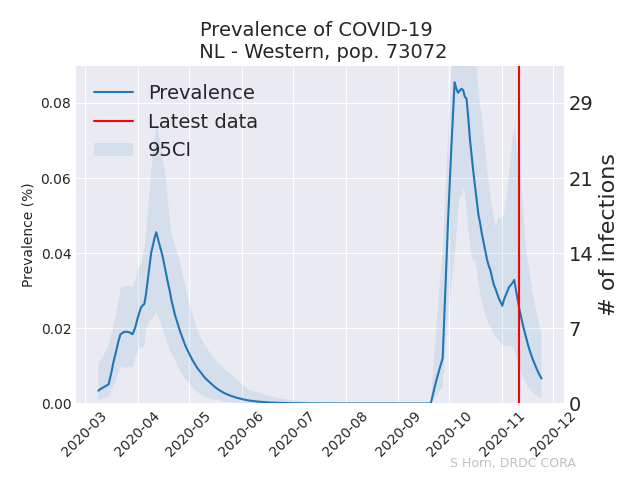 Prevalence of COVID-19
NL - Western, pop. 73072
Prevalence
Latest data
95CI
Prevalence (%)
0.08
0.06
0.04
0.02
0.00
29
21
14
7
0
# of infections
2020-03
2020-04
2020-05
2020-06
2020-07
2020-08
2020-09
2020-10
2020-11
2020-12
S Horn, DRDC CORA